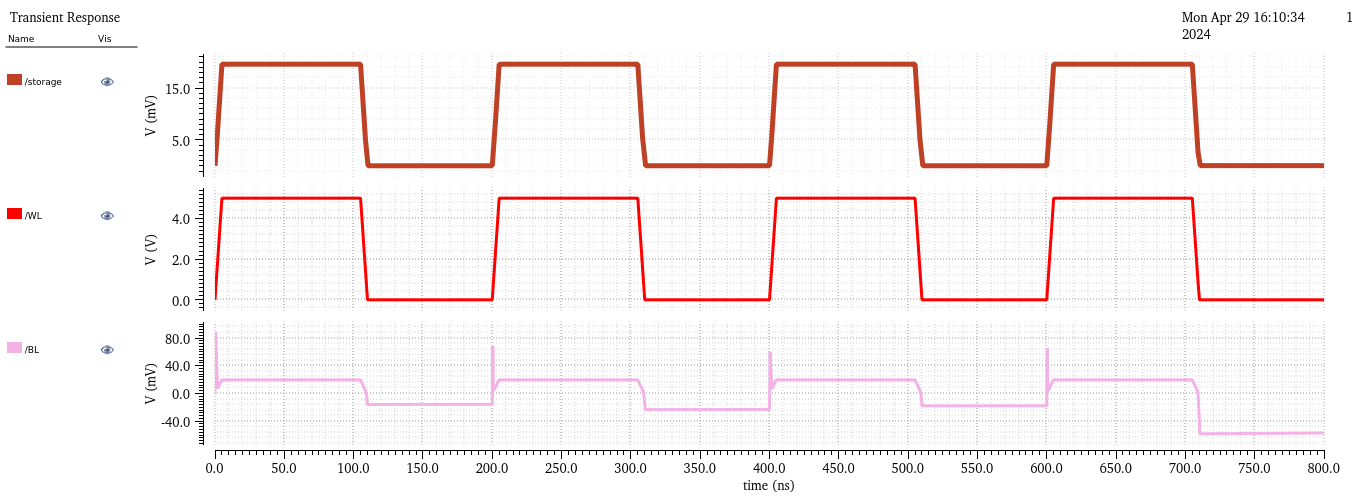 Transient Response
Mon Apr 29 16:10:34 1
2024
Name Vis
/storage
V (mV)
15.0
5.0
/WL
V (V)
4.0
2.0
0.0
/BL
V (mV)
80.0
40.0
0.0
-40.0
0.0 50.0 100.0 150.0 200.0 250.0 300.0 350.0 400.0 450.0 500.0 550.0 600.0 650.0 700.0 750.0 800.0
time (ns)